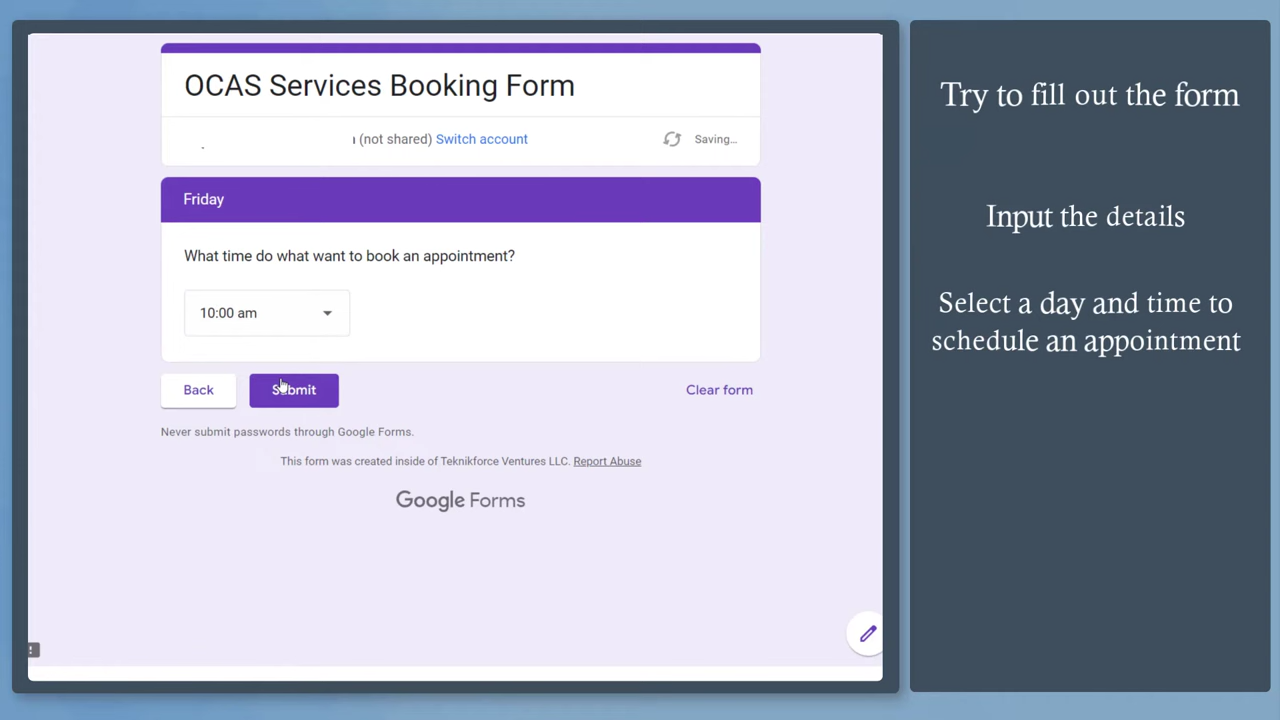 OCAS Services Booking Form
(not shared) Switch account
Saving...
Friday
What time do what want to book an appointment?
10:00 am
Back
Submit
Clear form
Never submit passwords through Google Forms.
This form was created inside of Teknikforce Ventures LLC. Report Abuse
Google Forms
Try to fill out the form
Input the details
Select a day and time to
schedule an appointment